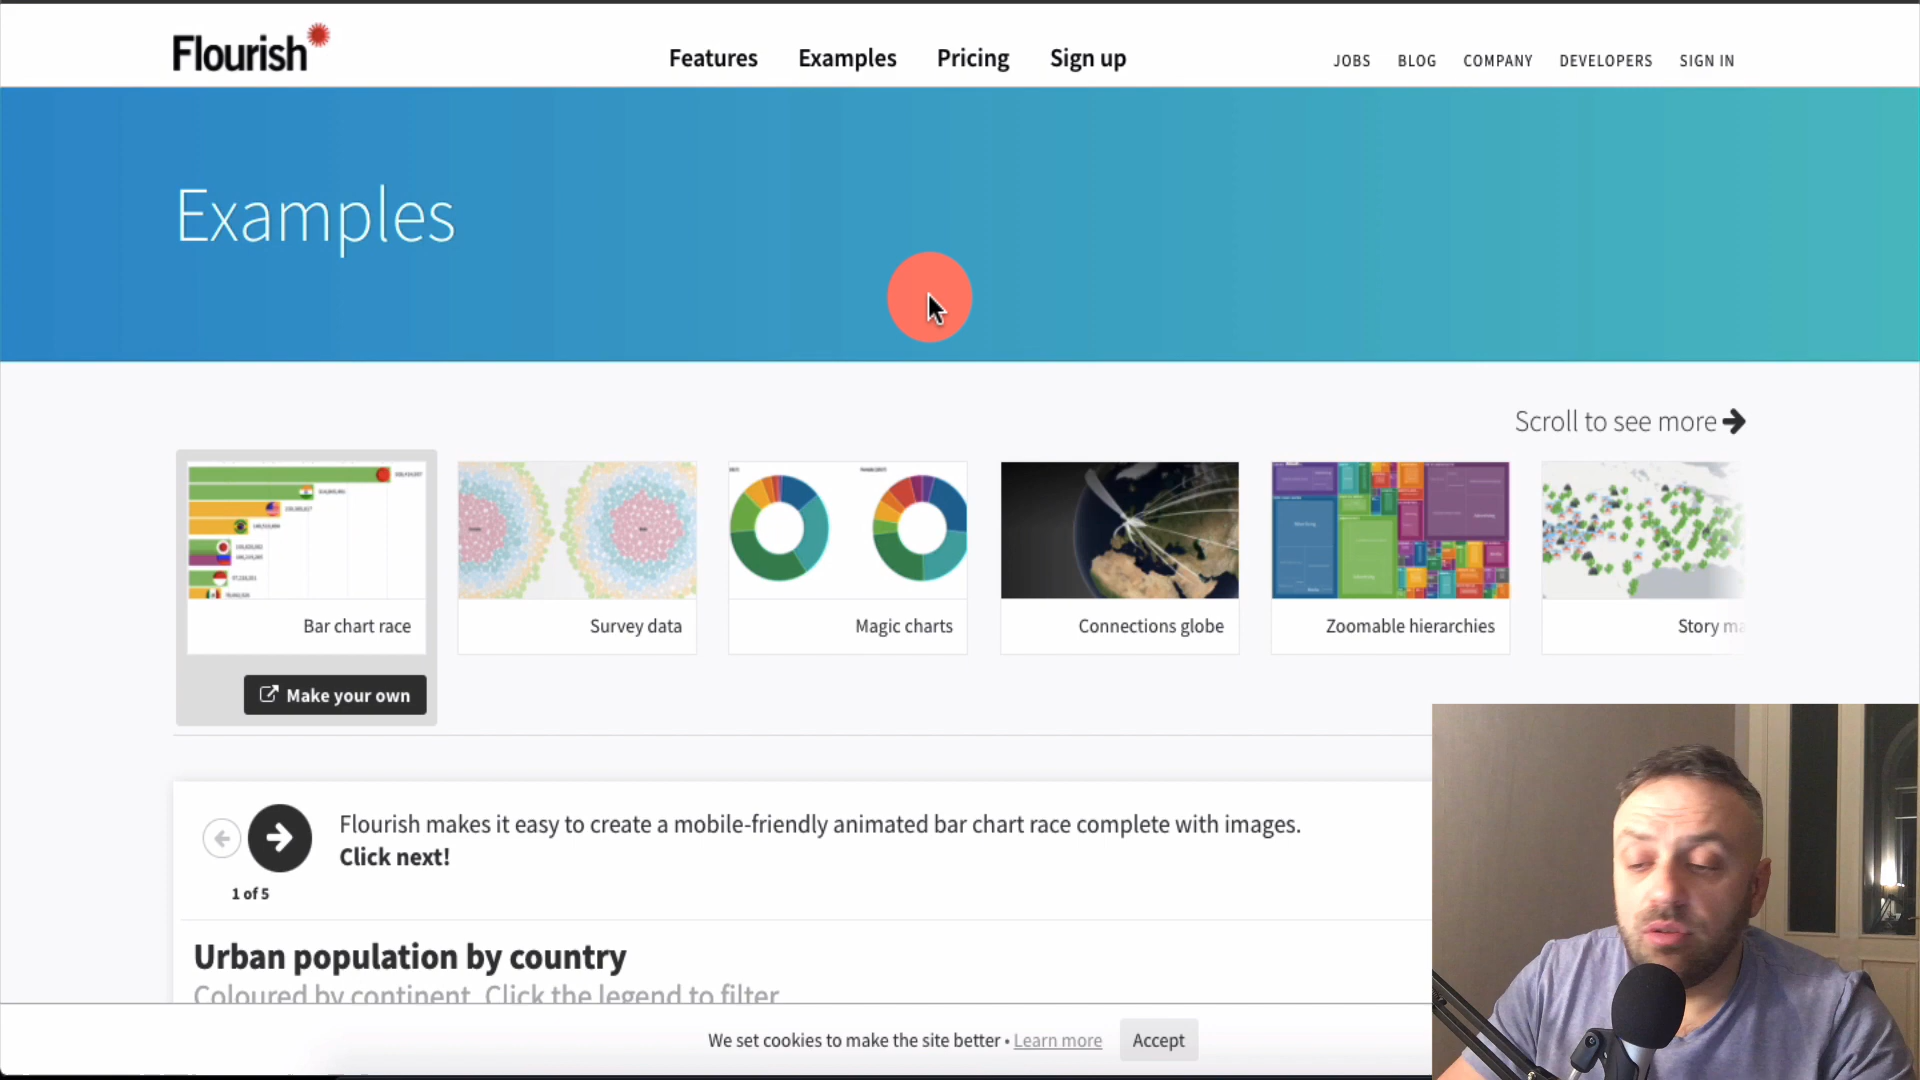 Flourish
Features Examples Pricing Sign up
JOBS BLOG COMPANY DEVELOPERS SIGN IN
Examples
Scroll to see more
Bar chart race
Survey data
Magic charts
Connections globe
Zoomable hierarchies
Story
Make your own
Flourish makes it easy to create a mobile-friendly animated bar chart race complete with images.
Click next!
1 of 5
Urban population by country
Coloured by continent. Click the legend to filter
We set cookies to make the site better • Learn more
Accept